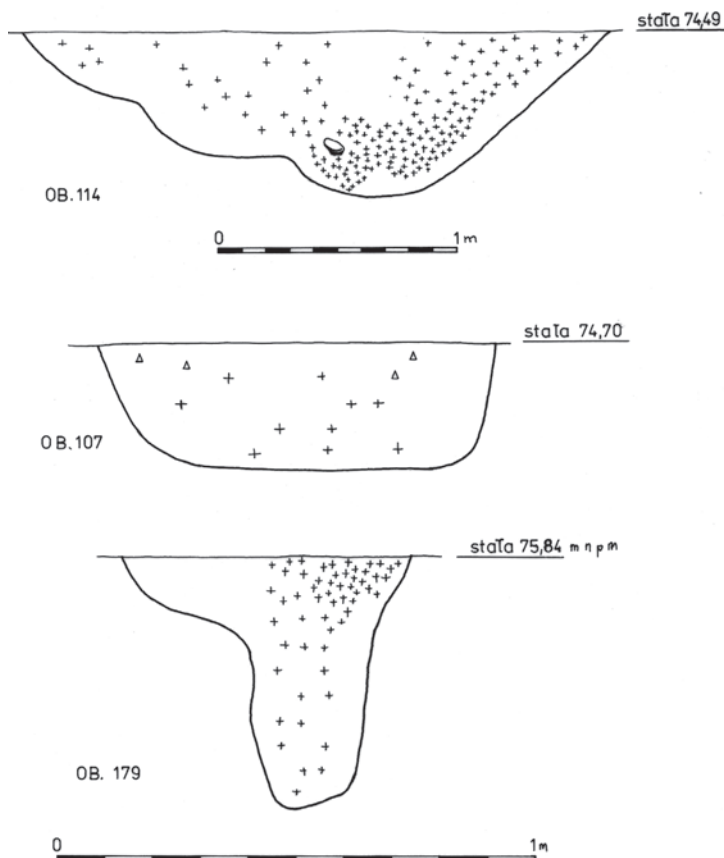 stała 74,49
OB.114
0 1 m
stała 74,70
OB.107
stała 75,84 m n p m
OB. 179
0 1 m